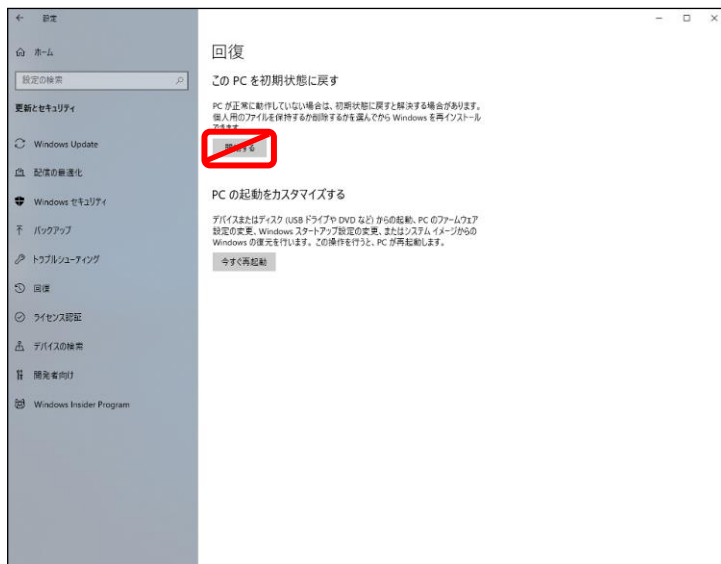 設定
ホーム
設定の検索
更新とセキュリティ
Windows Update
配信の最適化
Windows セキュリティ
バックアップ
トラブルシューティング
回復
ライセンス認証
デバイスの検索
開発者向け
Windows Insider Program
回復
この PC を初期状態に戻す
PC が正常に動作していない場合は、初期状態に戻すと解決する場合があります。
個人用のファイルを保持するか削除するかを選んでから Windows を再インストール
できます。
開始する
PC の起動をカスタマイズする
デバイスまたはディスク (USB ドライブや DVD など) からの起動、PC のファームウェア
設定の変更、Windows スタートアップ設定の変更、またはシステム イメージからの
Windows の復元を行います。この操作を行うと、PC が再起動します。
今すぐ再起動